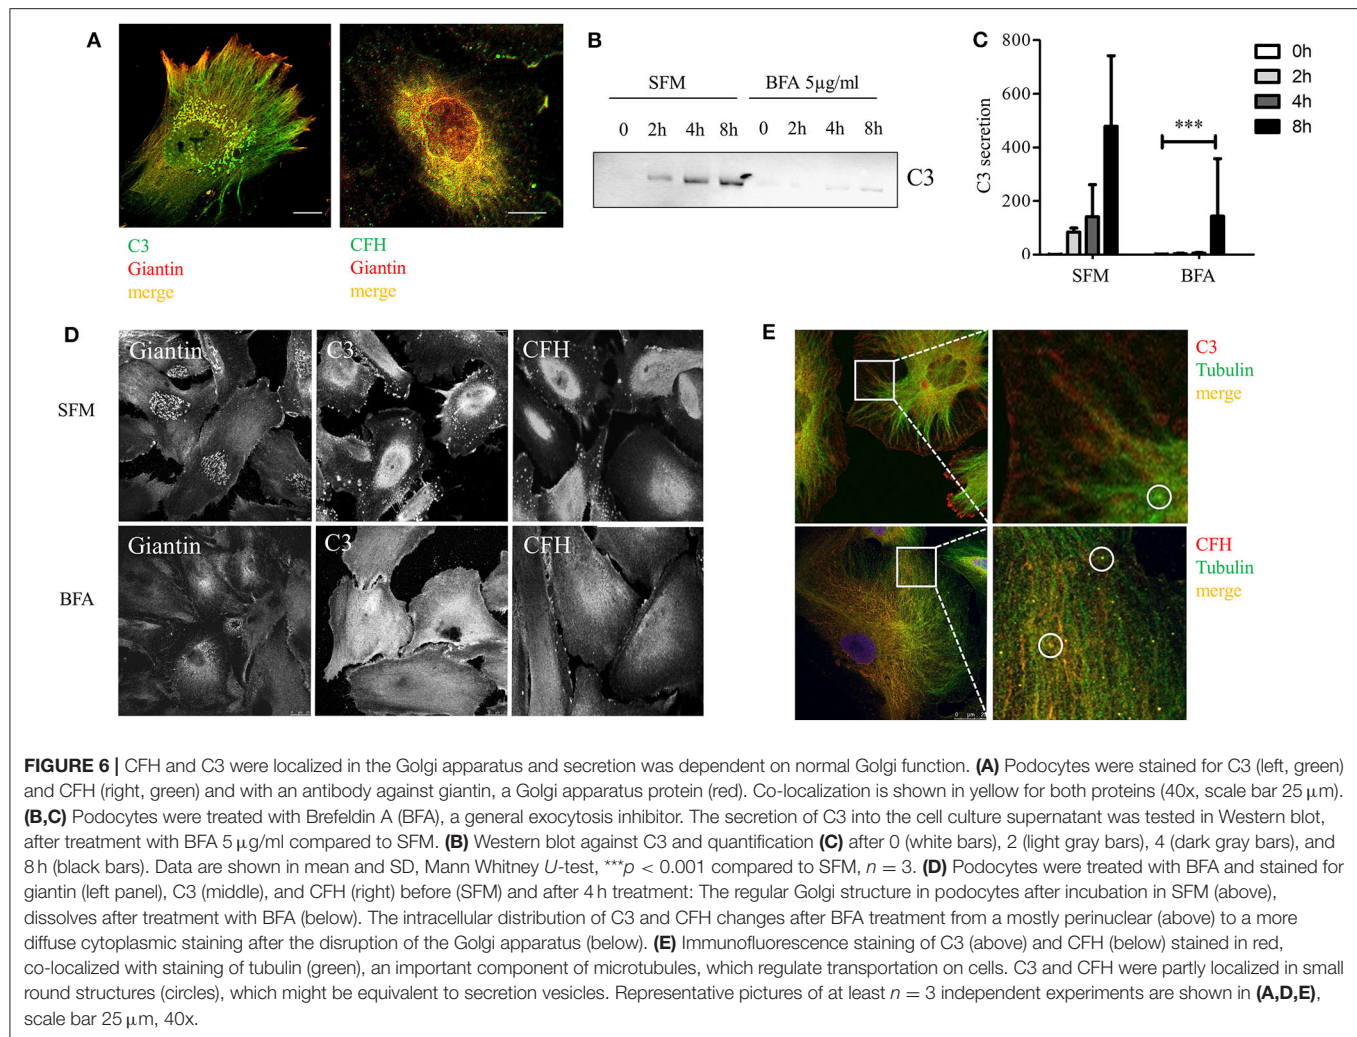 A
C3
Giantin
merge
CFH
Giantin
merge
B
SFM BFA 5µg/ml
0 2h 4h 8h 0 2h 4h 8h
C3
C
800
600
400
200
0
C3 secretion
***
SFM BFA
0h
2h
4h
8h
D
SFM
Giantin C3 CFH
BFA
Giantin C3 CFH
E
C3
Tubulin
merge
CFH
Tubulin
merge
FIGURE 6 | CFH and C3 were localized in the Golgi apparatus and secretion was dependent on normal Golgi function. (A) Podocytes were stained for C3 (left, green)
and CFH (right, green) and with an antibody against giantin, a Golgi apparatus protein (red). Co-localization is shown in yellow for both proteins (40x, scale bar 25 µm).
(B,C) Podocytes were treated with Brefeldin A (BFA), a general exocytosis inhibitor. The secretion of C3 into the cell culture supernatant was tested in Western blot,
after treatment with BFA 5 µg/ml compared to SFM. (B) Western blot against C3 and quantification (C) after 0 (white bars), 2 (light gray bars), 4 (dark gray bars), and
8 h (black bars). Data are shown in mean and SD, Mann Whitney U-test, ***p < 0.001 compared to SFM, n = 3. (D) Podocytes were treated with BFA and stained for
giantin (left panel), C3 (middle), and CFH (right) before (SFM) and after 4 h treatment: The regular Golgi structure in podocytes after incubation in SFM (above),
dissolves after treatment with BFA (below). The intracellular distribution of C3 and CFH changes after BFA treatment from a mostly perinuclear (above) to a more
diffuse cytoplasmic staining after the disruption of the Golgi apparatus (below). (E) Immunofluorescence staining of C3 (above) and CFH (below) stained in red,
co-localized with staining of tubulin (green), an important component of microtubules, which regulate transportation on cells. C3 and CFH were partly localized in small
round structures (circles), which might be equivalent to secretion vesicles. Representative pictures of at least n = 3 independent experiments are shown in (A,D,E),
scale bar 25 µm, 40x.